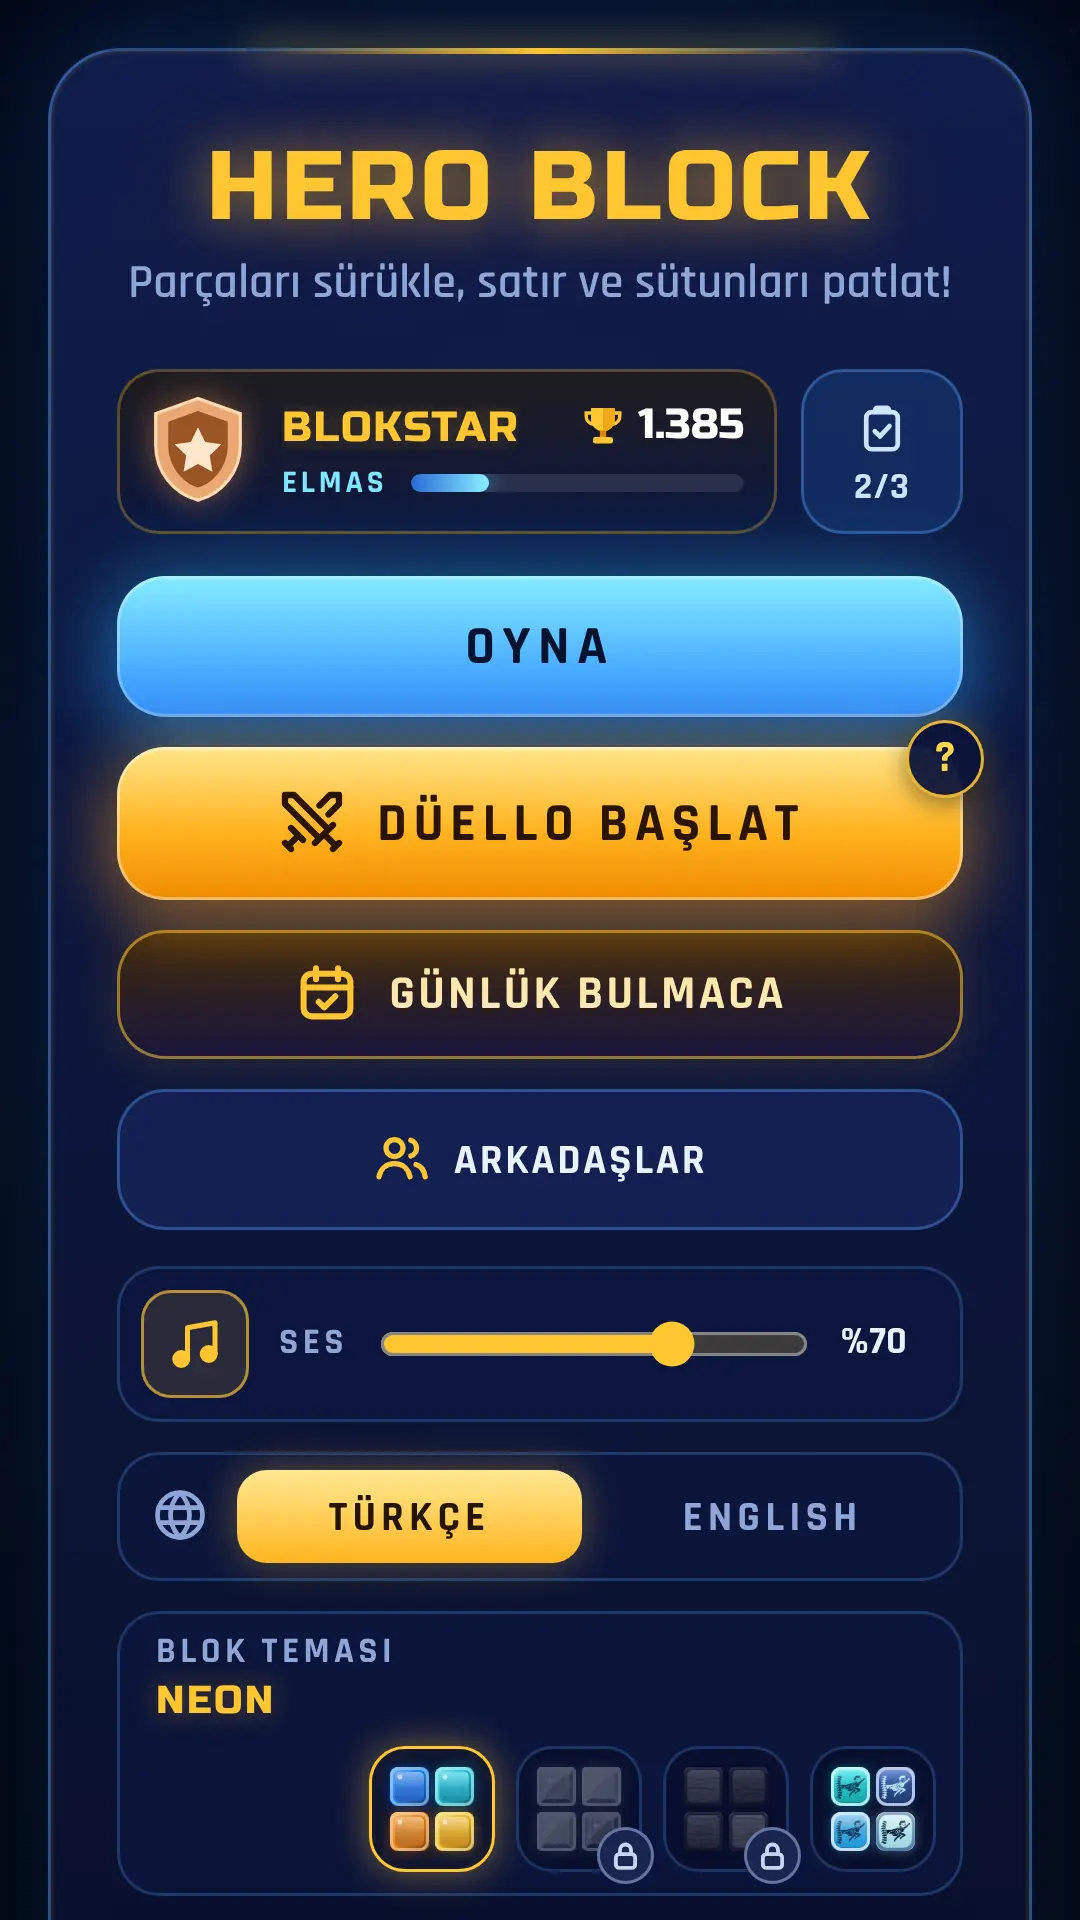 HERO BLOCK
Parçaları sürükle, satır ve sütunları patlat!
BLOKSTAR 1.385
ELMAS
2/3
OYNA
?
DÜELLO BAŞLAT
GÜNLÜK BULMACA
ARKADAŞLAR
SES %70
TÜRKÇE ENGLISH
BLOK TEMASI
NEON